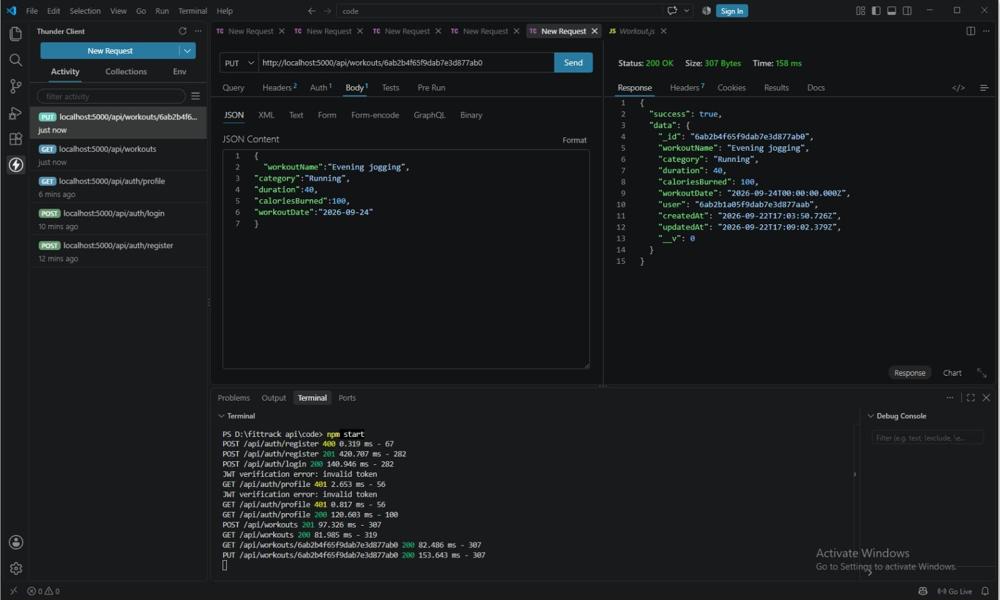 File Edit Selection View Go Run Terminal Help
code
Sign In
Thunder Client
New Request
Activity Collections Env
filter activity
PUT localhost:5000/api/workouts/6ab2b4f6...
just now
GET localhost:5000/api/workouts
just now
GET localhost:5000/api/auth/profile
6 mins ago
POST localhost:5000/api/auth/login
10 mins ago
POST localhost:5000/api/auth/register
12 mins ago
TC New Request TC New Request TC New Request TC New Request TC New Request JS Workout.js
PUT http://localhost:5000/api/workouts/6ab2b4f65f9dab7e3d877ab0 Send
Query Headers 2 Auth 1 Body 1 Tests Pre Run
JSON XML Text Form Form-encode GraphQL Binary
JSON Content Format
1 {
2 "workoutName":"Evening jogging",
3 "category":"Running",
4 "duration":40,
5 "caloriesBurned":100,
6 "workoutDate":"2026-09-24"
7 }
Status: 200 OK Size: 307 Bytes Time: 158 ms
Response Headers 7 Cookies Results Docs </>
1 {
2 "success": true,
3 "data": {
4 "_id": "6ab2b4f65f9dab7e3d877ab0",
5 "workoutName": "Evening jogging",
6 "category": "Running",
7 "duration": 40,
8 "caloriesBurned": 100,
9 "workoutDate": "2026-09-24T00:00:00.000Z",
10 "user": "6ab2b1a05f9dab7e3d877aab",
11 "createdAt": "2026-09-22T17:03:50.726Z",
12 "updatedAt": "2026-09-22T17:09:02.379Z",
13 "__v": 0
14 }
15 }
Response Chart
Problems Output Terminal Ports
Terminal
PS D:\fittrack api\code> npm start
POST /api/auth/register 400 0.319 ms - 67
POST /api/auth/register 201 420.707 ms - 282
POST /api/auth/login 200 140.946 ms - 282
JWT verification error: invalid token
GET /api/auth/profile 401 2.653 ms - 56
JWT verification error: invalid token
GET /api/auth/profile 401 0.817 ms - 56
GET /api/auth/profile 200 120.603 ms - 100
POST /api/workouts 201 97.326 ms - 307
GET /api/workouts 200 81.985 ms - 319
GET /api/workouts/6ab2b4f65f9dab7e3d877ab0 200 82.486 ms - 307
PUT /api/workouts/6ab2b4f65f9dab7e3d877ab0 200 153.643 ms - 307
Debug Console
Filter (e.g. text, !exclude, \e...
Activate Windows
Go to Settings to activate Windows.
0 0
Go Live